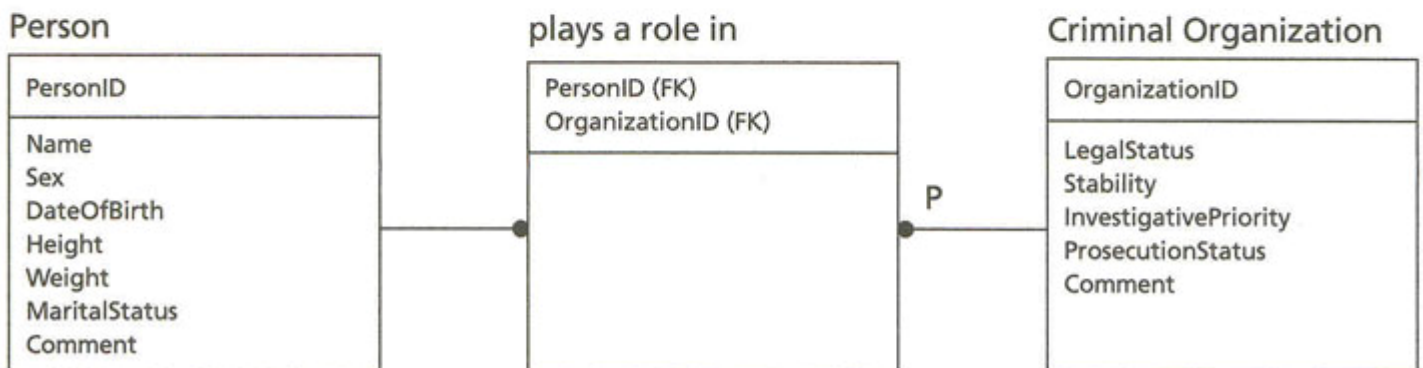 Person
PersonID
Name
Sex
DateOfBirth
Height
Weight
MaritalStatus
Comment
plays a role in
PersonID (FK)
OrganizationID (FK)
P
Criminal Organization
OrganizationID
LegalStatus
Stability
InvestigativePriority
ProsecutionStatus
Comment